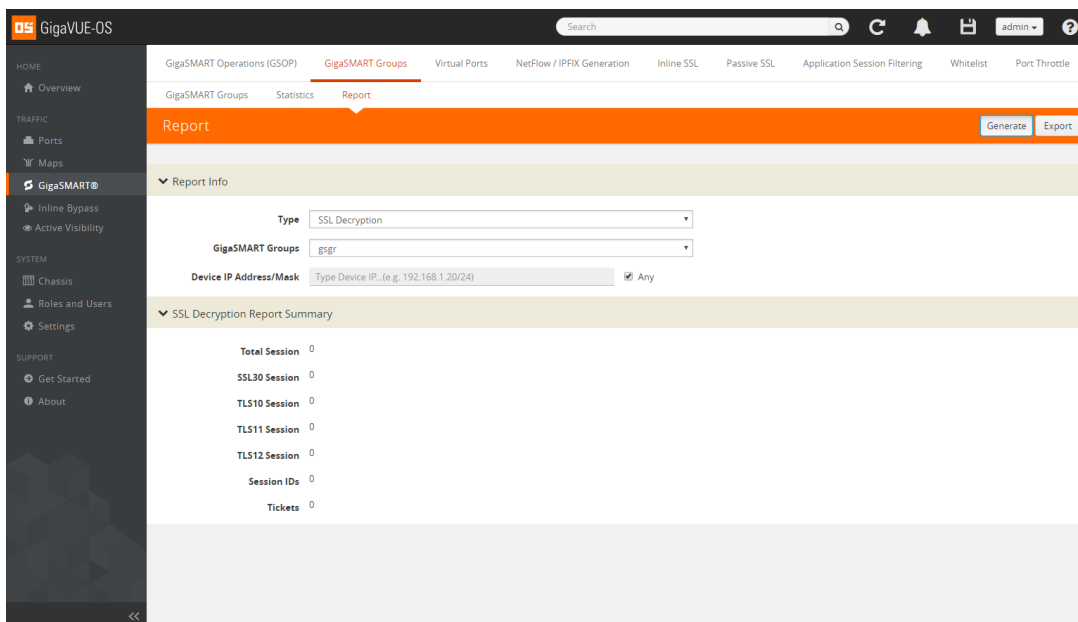 OS GigaVUE-OS
Search
admin
?
HOME
Overview
TRAFFIC
Ports
Maps
GigaSMART®
Inline Bypass
Active Visibility
SYSTEM
Chassis
Roles and Users
Settings
SUPPORT
Get Started
About
GigaSMART Operations (GSOP) GigaSMART Groups Virtual Ports NetFlow / IPFIX Generation Inline SSL Passive SSL Application Session Filtering Whitelist Port Throttle
GigaSMART Groups Statistics Report
Report Generate Export
Report Info
Type SSL Decryption
GigaSMART Groups gsgr
Device IP Address/Mask Type Device IP...(e.g. 192.168.1.20/24) Any
SSL Decryption Report Summary
Total Session 0
SSL30 Session 0
TLS10 Session 0
TLS11 Session 0
TLS12 Session 0
Session IDs 0
Tickets 0